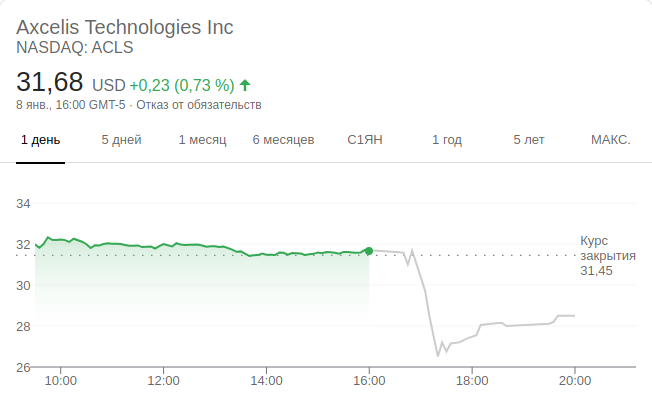 Axcelis Technologies Inc
NASDAQ: ACLS
31,68 USD +0,23 (0,73 %)
8 янв., 16:00 GMT-5 · Отказ от обязательств
1 день 5 дней 1 месяц 6 месяцев С1ЯН 1 год 5 лет МАКС.
34
32
30
28
26
Курс
закрытия
31,45
10:00 12:00 14:00 16:00 18:00 20:00